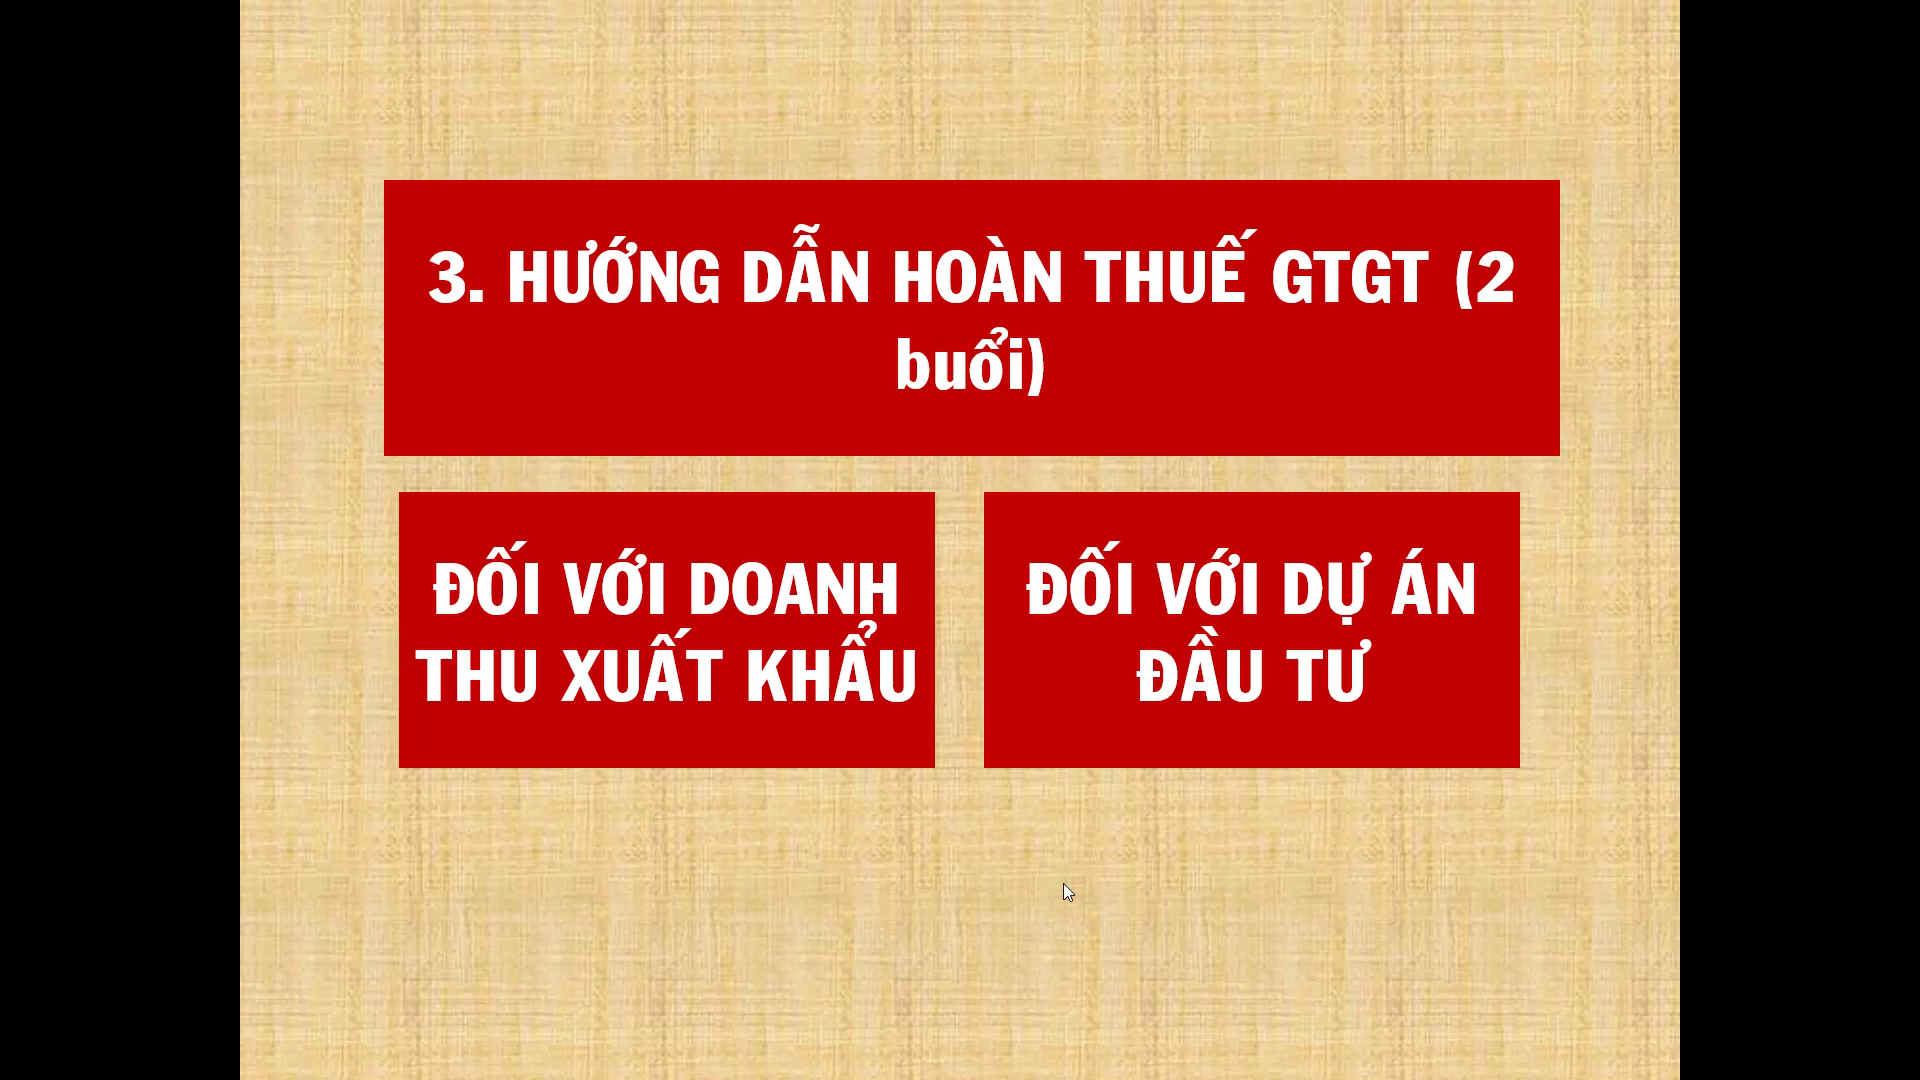 3. HƯỚNG DẪN HOÀN THUẾ GTGT (2
buổi)
ĐỐI VỚI DOANH
THU XUẤT KHẨU
ĐỐI VỚI DỰ ÁN
ĐẦU TƯ